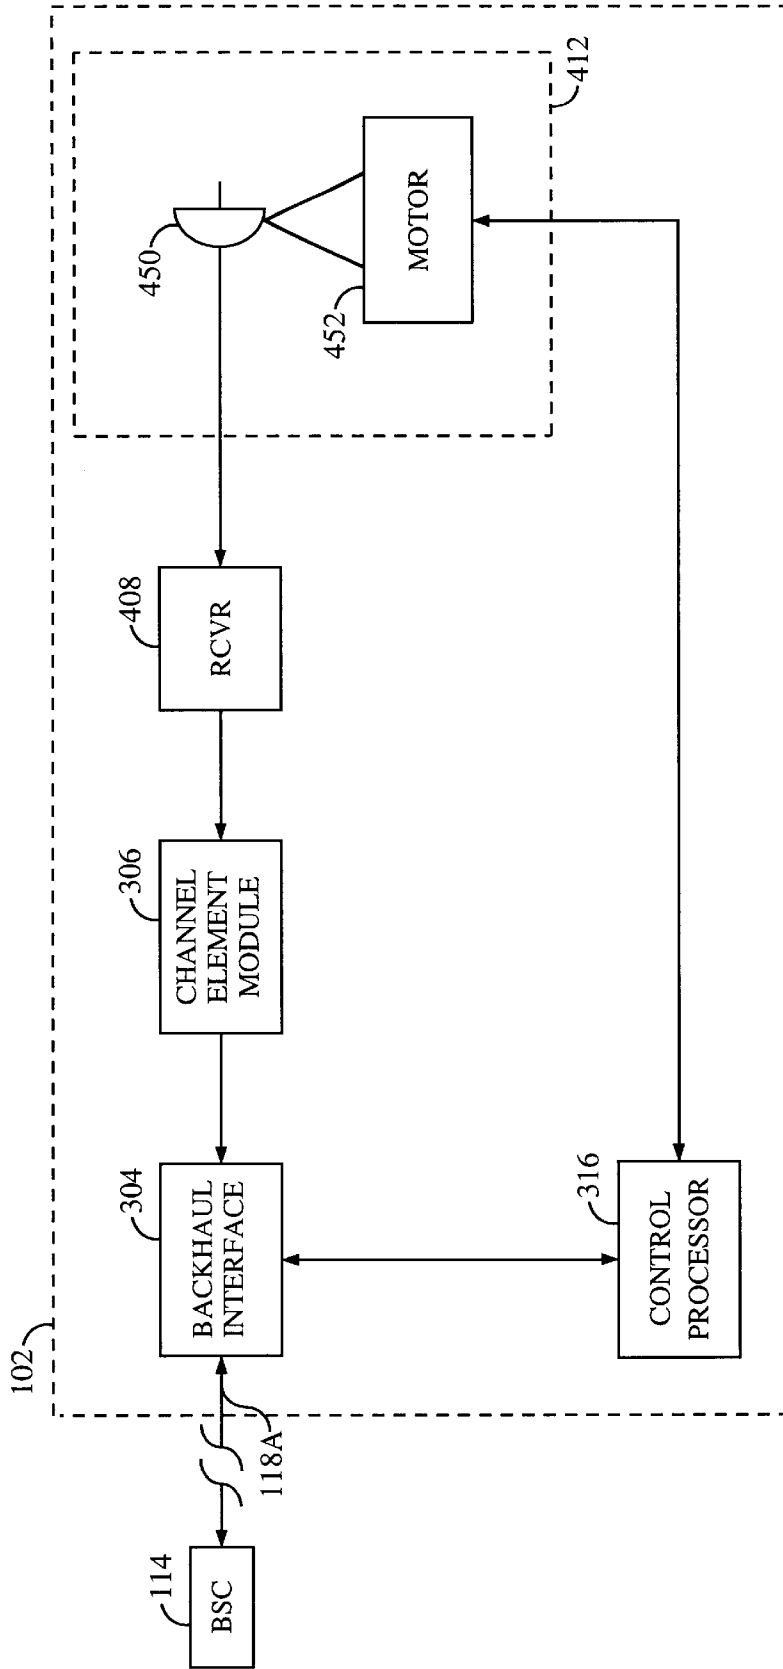 102
412
450
452
MOTOR
408
RCVR
306
CHANNEL
ELEMENT
MODULE
304
BACKHAUL
INTERFACE
316
CONTROL
PROCESSOR
118A
114
BSC